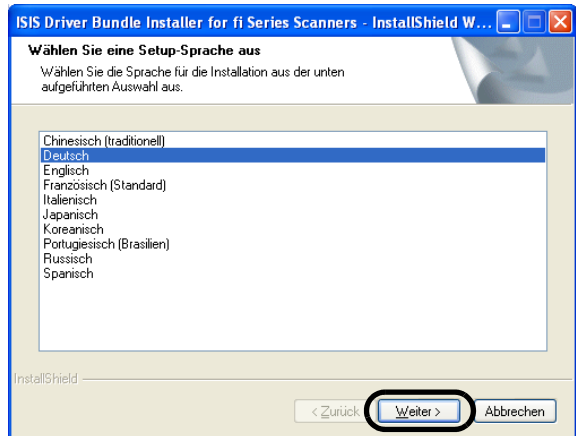 ISIS Driver Bundle Installer for fi Series Scanners - InstallShield W...
Wählen Sie eine Setup-Sprache aus
Wählen Sie die Sprache für die Installation aus der unten
aufgeführten Auswahl aus.
Chinesisch (traditionell)
Deutsch
Englisch
Französisch (Standard)
Italienisch
Japanisch
Koreanisch
Portugiesisch (Brasilien)
Russisch
Spanisch
InstallShield
< Zurück Weiter > Abbrechen